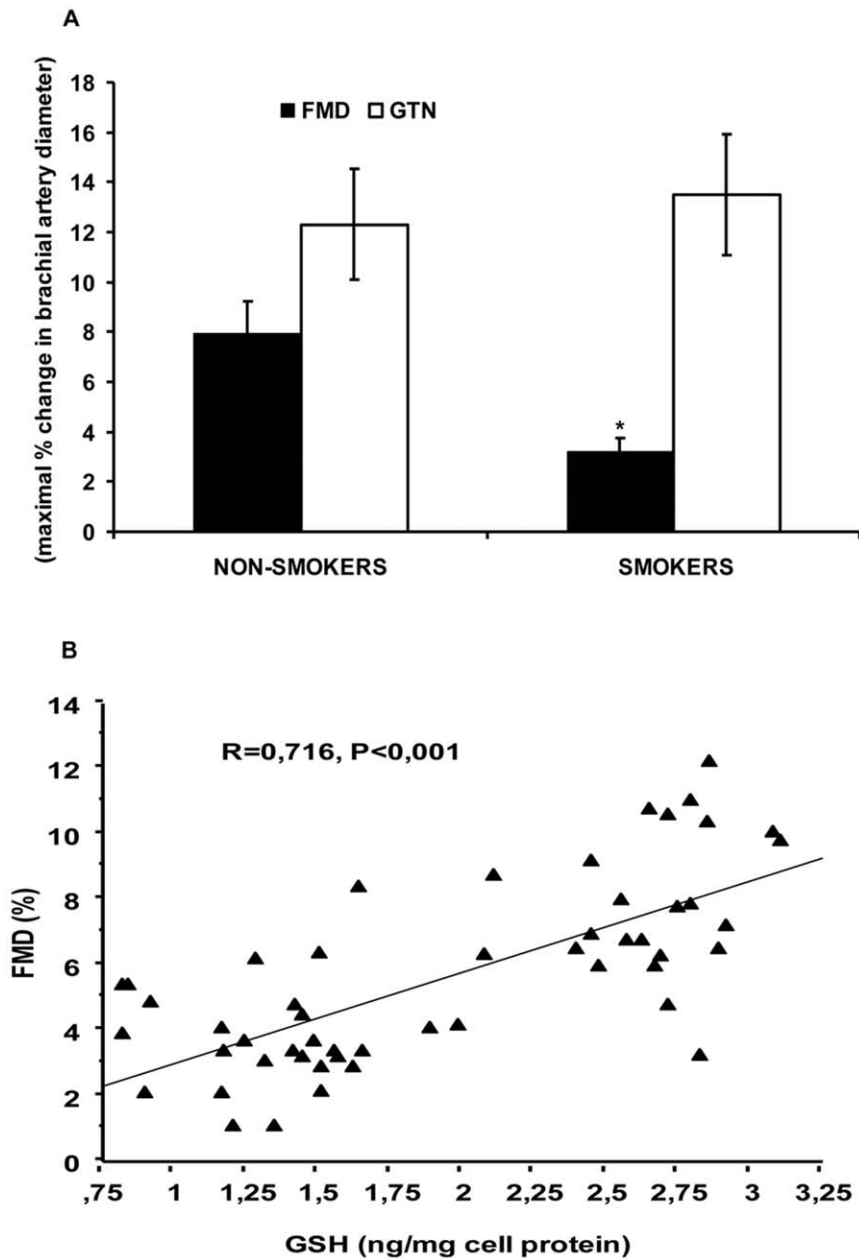 A
(maximal % change in brachial artery diameter)
18
16
14
12
10
8
6
4
2
0
FMD GTN
*
NON-SMOKERS SMOKERS
B
FMD (%)
14
12
10
8
6
4
2
0
R=0,716, P<0,001
,75 1 1,25 1,5 1,75 2 2,25 2,5 2,75 3 3,25
GSH (ng/mg cell protein)